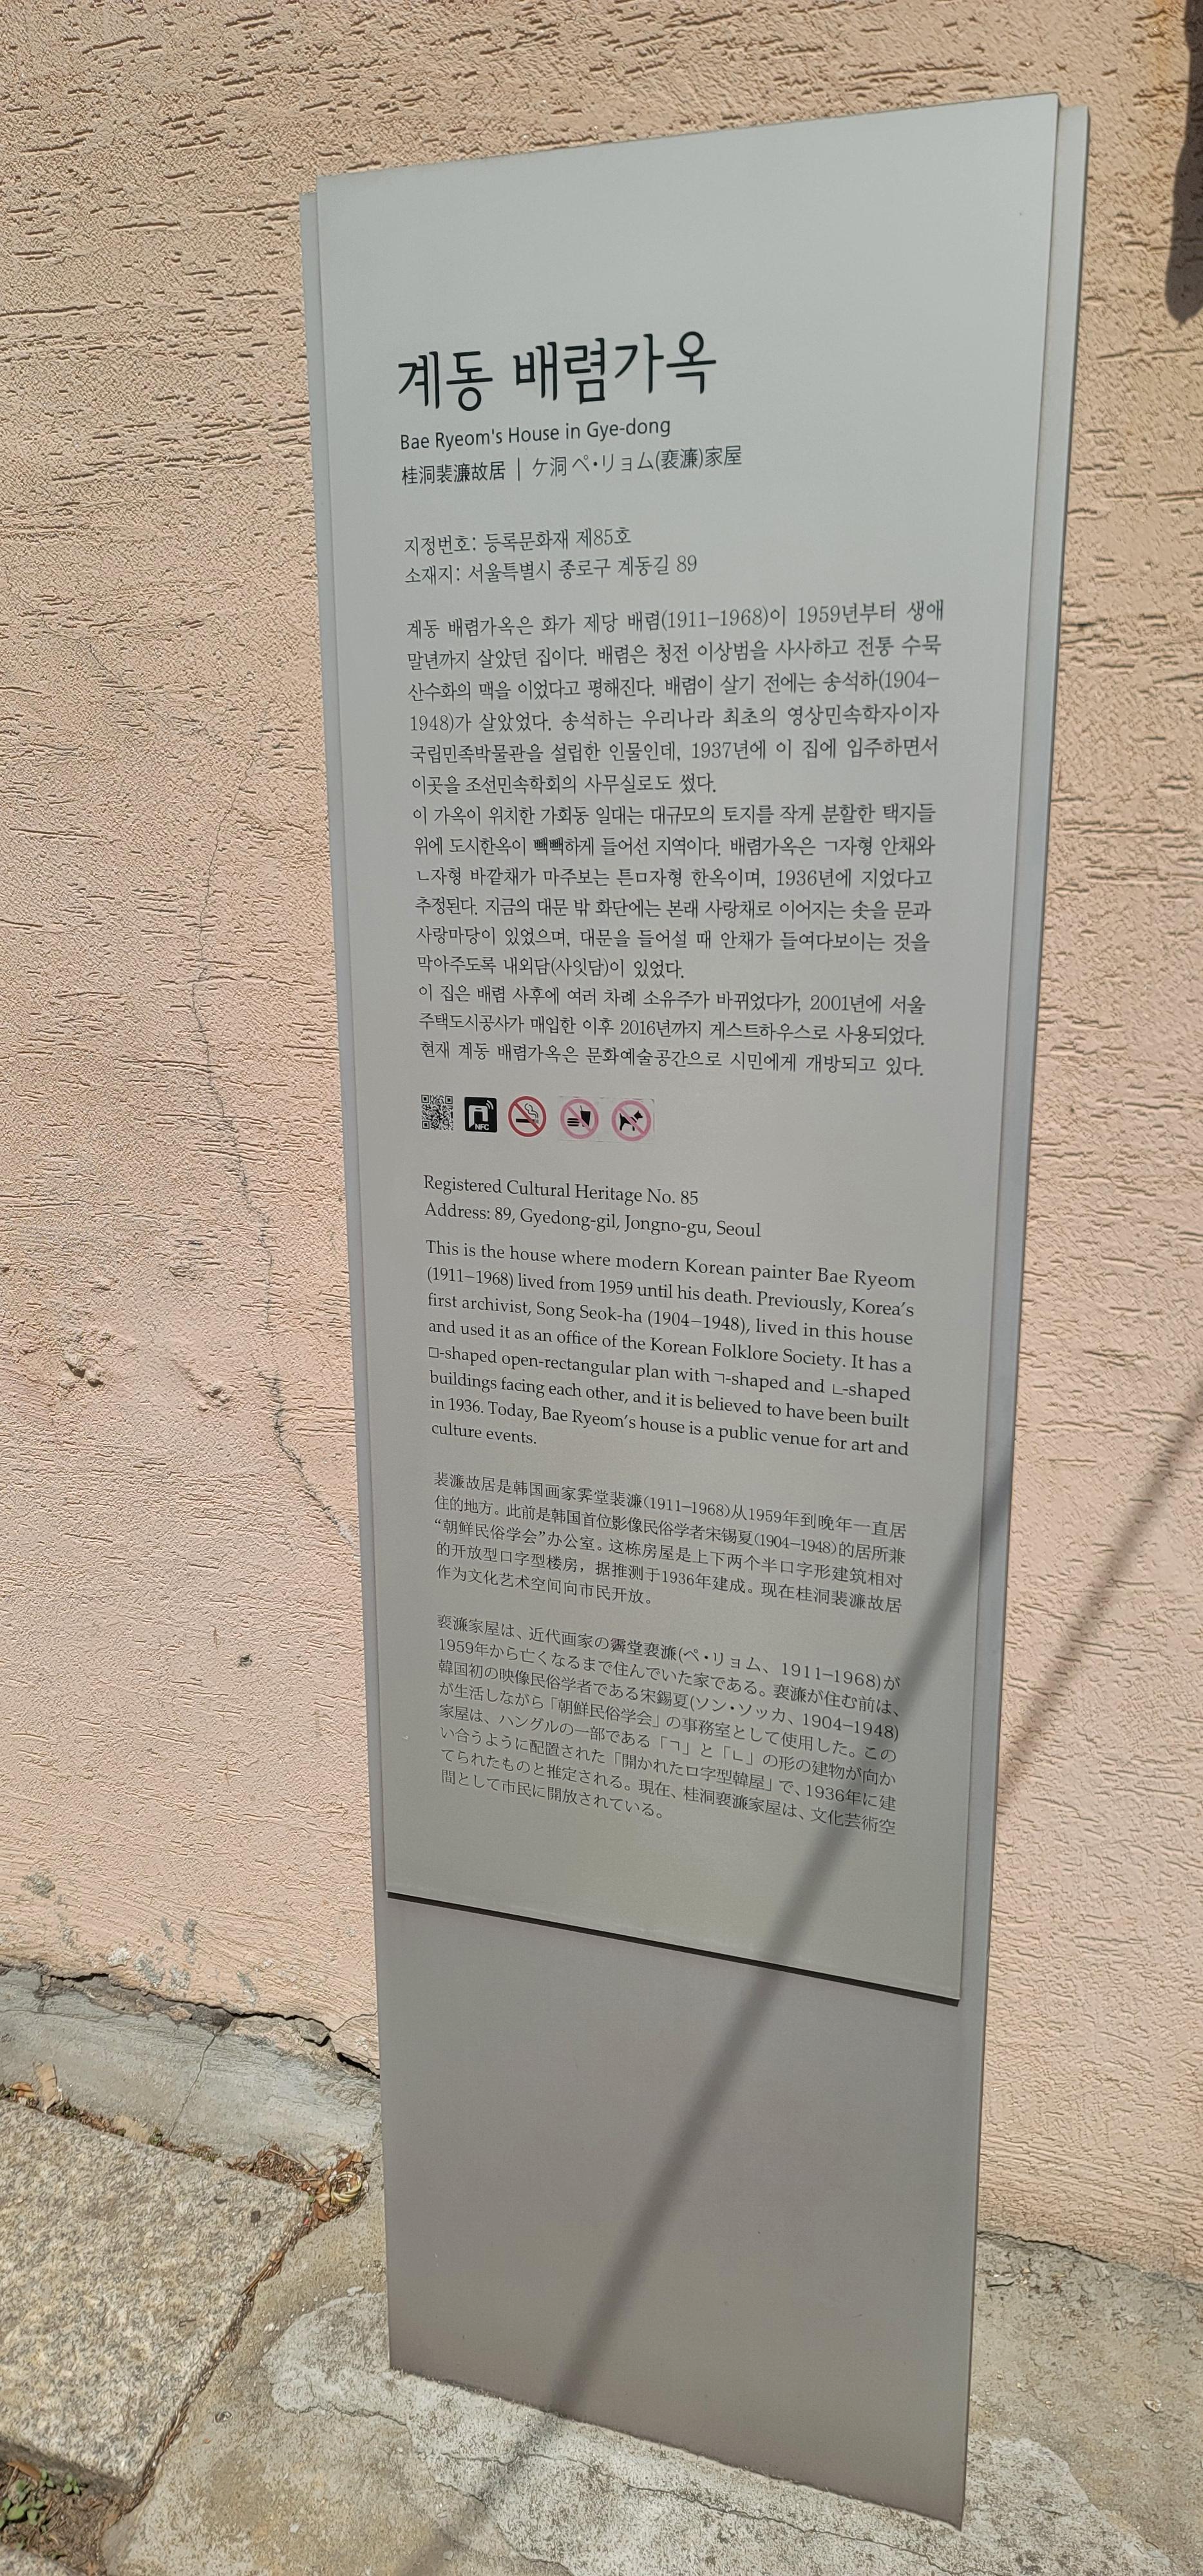 계동 배렴가옥
Bae Ryeom's House in Gye-dong
桂洞裴濂故居 | ケ洞 ペ・リョム(裵濂)家屋
지정번호: 등록문화재 제85호
소재지: 서울특별시 종로구 계동길 89
계동 배렴가옥은 화가 제당 배렴(1911–1968)이 1959년부터 생애
말년까지 살았던 집이다. 배렴은 청전 이상범을 사사하고 전통 수묵
산수화의 맥을 이었다고 평해진다. 배렴이 살기 전에는 송석하(1904–
1948)가 살았었다. 송석하는 우리나라 최초의 영상민속학자이자
국립민족박물관을 설립한 인물인데, 1937년에 이 집에 입주하면서
이곳을 조선민속학회의 사무실로도 썼다.
이 가옥이 위치한 가회동 일대는 대규모의 토지를 작게 분할한 택지들
위에 도시한옥이 빽빽하게 들어선 지역이다. 배렴가옥은 ㄱ자형 안채와
ㄴ자형 바깥채가 마주보는 튼ㅁ자형 한옥이며, 1936년에 지었다고
추정된다. 지금의 대문 밖 화단에는 본래 사랑채로 이어지는 솟을 문과
사랑마당이 있었으며, 대문을 들어설 때 안채가 들여다보이는 것을
막아주도록 내외담(사잇담)이 있었다.
이 집은 배렴 사후에 여러 차례 소유주가 바뀌었다가, 2001년에 서울
주택도시공사가 매입한 이후 2016년까지 게스트하우스로 사용되었다.
현재 계동 배렴가옥은 문화예술공간으로 시민에게 개방되고 있다.
NFC
Registered Cultural Heritage No. 85
Address: 89, Gyedong-gil, Jongno-gu, Seoul
This is the house where modern Korean painter Bae Ryeom
(1911–1968) lived from 1959 until his death. Previously, Korea's
first archivist, Song Seok-ha (1904–1948), lived in this house
and used it as an office of the Korean Folklore Society. It has a
ㅁ-shaped open-rectangular plan with ㄱ-shaped and ㄴ-shaped
buildings facing each other, and it is believed to have been built
in 1936. Today, Bae Ryeom's house is a public venue for art and
culture events.
裴濂故居是韩国画家霁堂裴濂(1911–1968)从1959年到晚年一直居
住的地方。此前是韩国首位影像民俗学者宋锡夏(1904–1948)的居所兼
“朝鲜民俗学会”办公室。这栋房屋是上下两个半口字形建筑相对
的开放型口字型楼房，据推测于1936年建成。现在桂洞裴濂故居
作为文化艺术空间向市民开放。
裵濂家屋は、近代画家の霽堂裵濂(ペ・リョム、1911–1968)が
1959年から亡くなるまで住んでいた家である。裵濂が住む前は、
韓国初の映像民俗学者である宋錫夏(ソン・ソッカ、1904–1948)
が生活しながら「朝鮮民俗学会」の事務室として使用した。この
家屋は、ハングルの一部である「ㄱ」と「ㄴ」の形の建物が向か
い合うように配置された「開かれたロ字型韓屋」で、1936年に建
てられたものと推定される。現在、桂洞裵濂家屋は、文化芸術空
間として市民に開放されている。